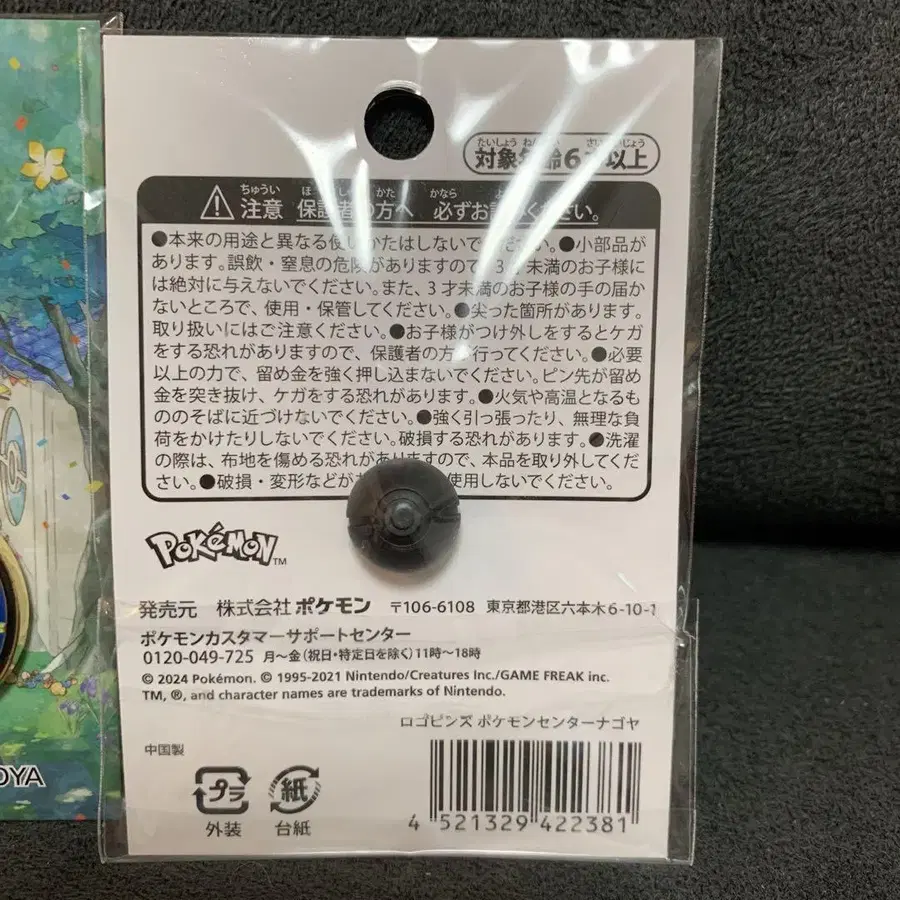 対象年齢6才以上
注意 保護者の方へ 必ずお読みください。
●本来の用途と異なる使いかたはしないでください。●小部品が
あります。誤飲・窒息の危険がありますので、3才未満のお子様に
は絶対に与えないでください。また、3才未満のお子様の手の届か
ないところで、使用・保管してください。●尖った箇所があります。
取り扱いにはご注意ください。●お子様がつけ外しをするとケガ
をする恐れがありますので、保護者の方が行ってください。●必要
以上の力で、留め金を強く押し込まないでください。ピン先が留め
金を突き抜け、ケガをする恐れがあります。●火気や高温となるも
ののそばに近づけないでください。●強く引っ張ったり、無理な負
荷をかけたりしないでください。破損する恐れがあります。●洗濯
の際は、布地を傷める恐れがありますので、本品を取り外してくだ
さい。●破損・変形などが 使用しないでください。
POKéMON™
発売元 株式会社ポケモン 〒106-6108 東京都港区六本木6-10-1
ポケモンカスタマーサポートセンター
0120-049-725 月～金(祝日・特定日を除く)11時～18時
© 2024 Pokémon. © 1995-2021 Nintendo/Creatures Inc./GAME FREAK inc.
TM, ®, and character names are trademarks of Nintendo.
ロゴピンズ ポケモンセンターナゴヤ
中国製
プラ 紙
外装 台紙
4 521329 422381
OYA